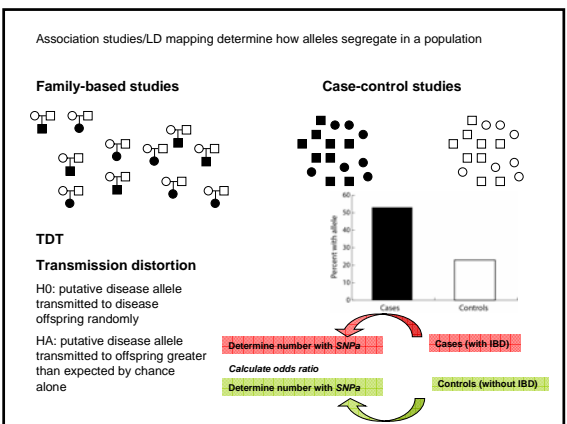 Association studies/LD mapping determine how alleles segregate in a population
Family-based studies
Case-control studies
TDT
Transmission distortion
H0: putative disease allele
transmitted to disease
offspring randomly
HA: putative disease allele
transmitted to offspring greater
than expected by chance
alone
Percent with allele
60
50
40
30
20
10
0
Cases
Controls
Determine number with SNPa
Cases (with IBD)
Calculate odds ratio
Determine number with SNPa
Controls (without IBD)